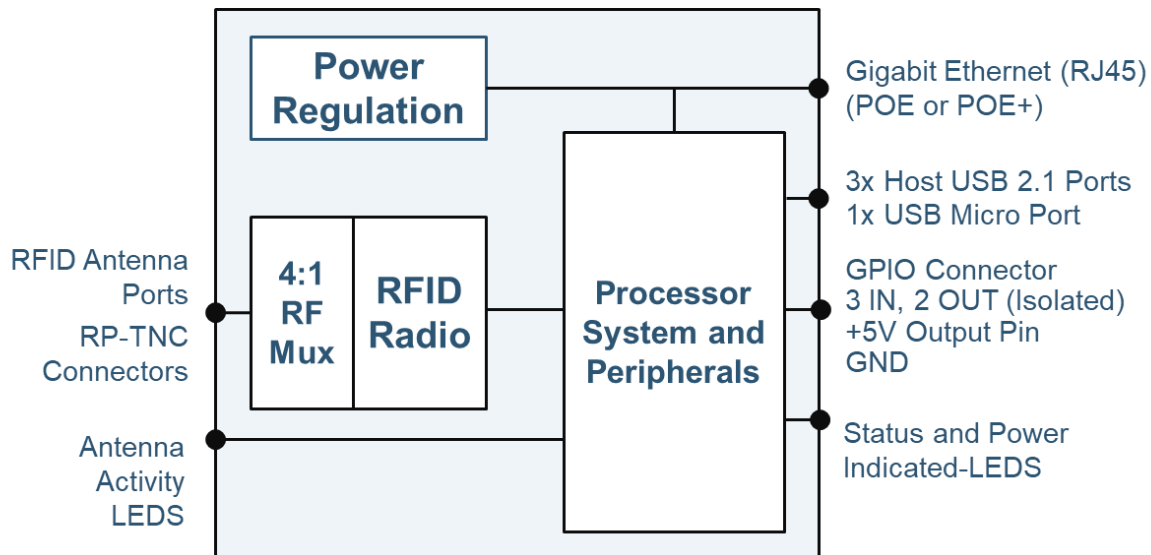 Power
Regulation
Gigabit Ethernet (RJ45)
(POE or POE+)
3x Host USB 2.1 Ports
1x USB Micro Port
RFID Antenna
Ports
RP-TNC
Connectors
4:1
RF
Mux
RFID
Radio
Processor
System and
Peripherals
GPIO Connector
3 IN, 2 OUT (Isolated)
+5V Output Pin
GND
Antenna
Activity
LEDS
Status and Power
Indicated-LEDS